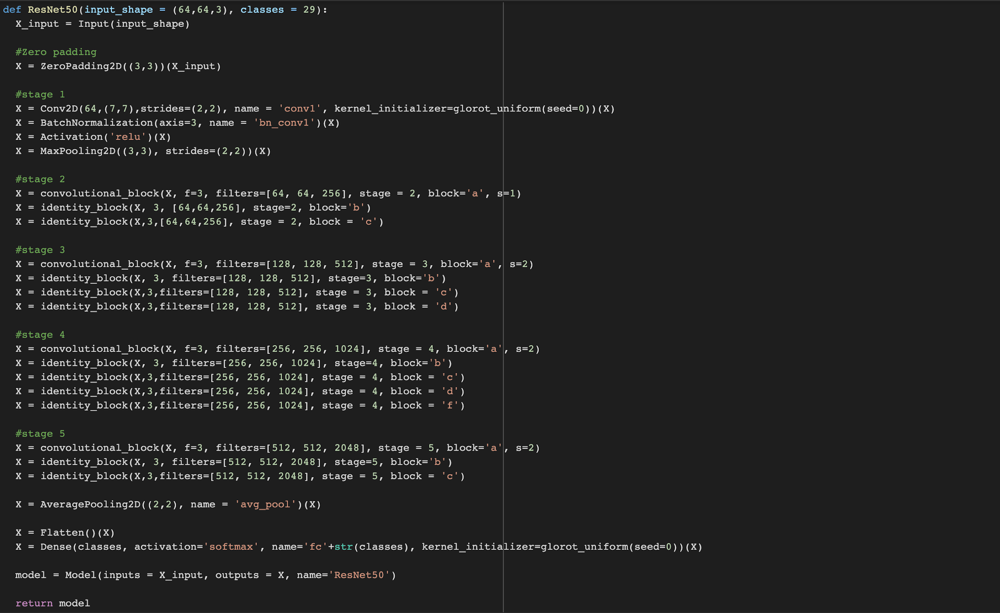 def ResNet50(input_shape = (64,64,3), classes = 29):
  X_input = Input(input_shape)

  #Zero padding
  X = ZeroPadding2D((3,3))(X_input)

  #stage 1
  X = Conv2D(64,(7,7),strides=(2,2), name = 'conv1', kernel_initializer=glorot_uniform(seed=0))(X)
  X = BatchNormalization(axis=3, name = 'bn_conv1')(X)
  X = Activation('relu')(X)
  X = MaxPooling2D((3,3), strides=(2,2))(X)

  #stage 2
  X = convolutional_block(X, f=3, filters=[64, 64, 256], stage = 2, block='a', s=1)
  X = identity_block(X, 3, [64,64,256], stage=2, block='b')
  X = identity_block(X,3,[64,64,256], stage = 2, block = 'c')

  #stage 3
  X = convolutional_block(X, f=3, filters=[128, 128, 512], stage = 3, block='a', s=2)
  X = identity_block(X, 3, filters=[128, 128, 512], stage=3, block='b')
  X = identity_block(X,3,filters=[128, 128, 512], stage = 3, block = 'c')
  X = identity_block(X,3,filters=[128, 128, 512], stage = 3, block = 'd')

  #stage 4
  X = convolutional_block(X, f=3, filters=[256, 256, 1024], stage = 4, block='a', s=2)
  X = identity_block(X, 3, filters=[256, 256, 1024], stage=4, block='b')
  X = identity_block(X,3,filters=[256, 256, 1024], stage = 4, block = 'c')
  X = identity_block(X,3,filters=[256, 256, 1024], stage = 4, block = 'd')
  X = identity_block(X,3,filters=[256, 256, 1024], stage = 4, block = 'f')

  #stage 5
  X = convolutional_block(X, f=3, filters=[512, 512, 2048], stage = 5, block='a', s=2)
  X = identity_block(X, 3, filters=[512, 512, 2048], stage=5, block='b')
  X = identity_block(X,3,filters=[512, 512, 2048], stage = 5, block = 'c')

  X = AveragePooling2D((2,2), name = 'avg_pool')(X)

  X = Flatten()(X)
  X = Dense(classes, activation='softmax', name='fc'+str(classes), kernel_initializer=glorot_uniform(seed=0))(X)

  model = Model(inputs = X_input, outputs = X, name='ResNet50')

  return model